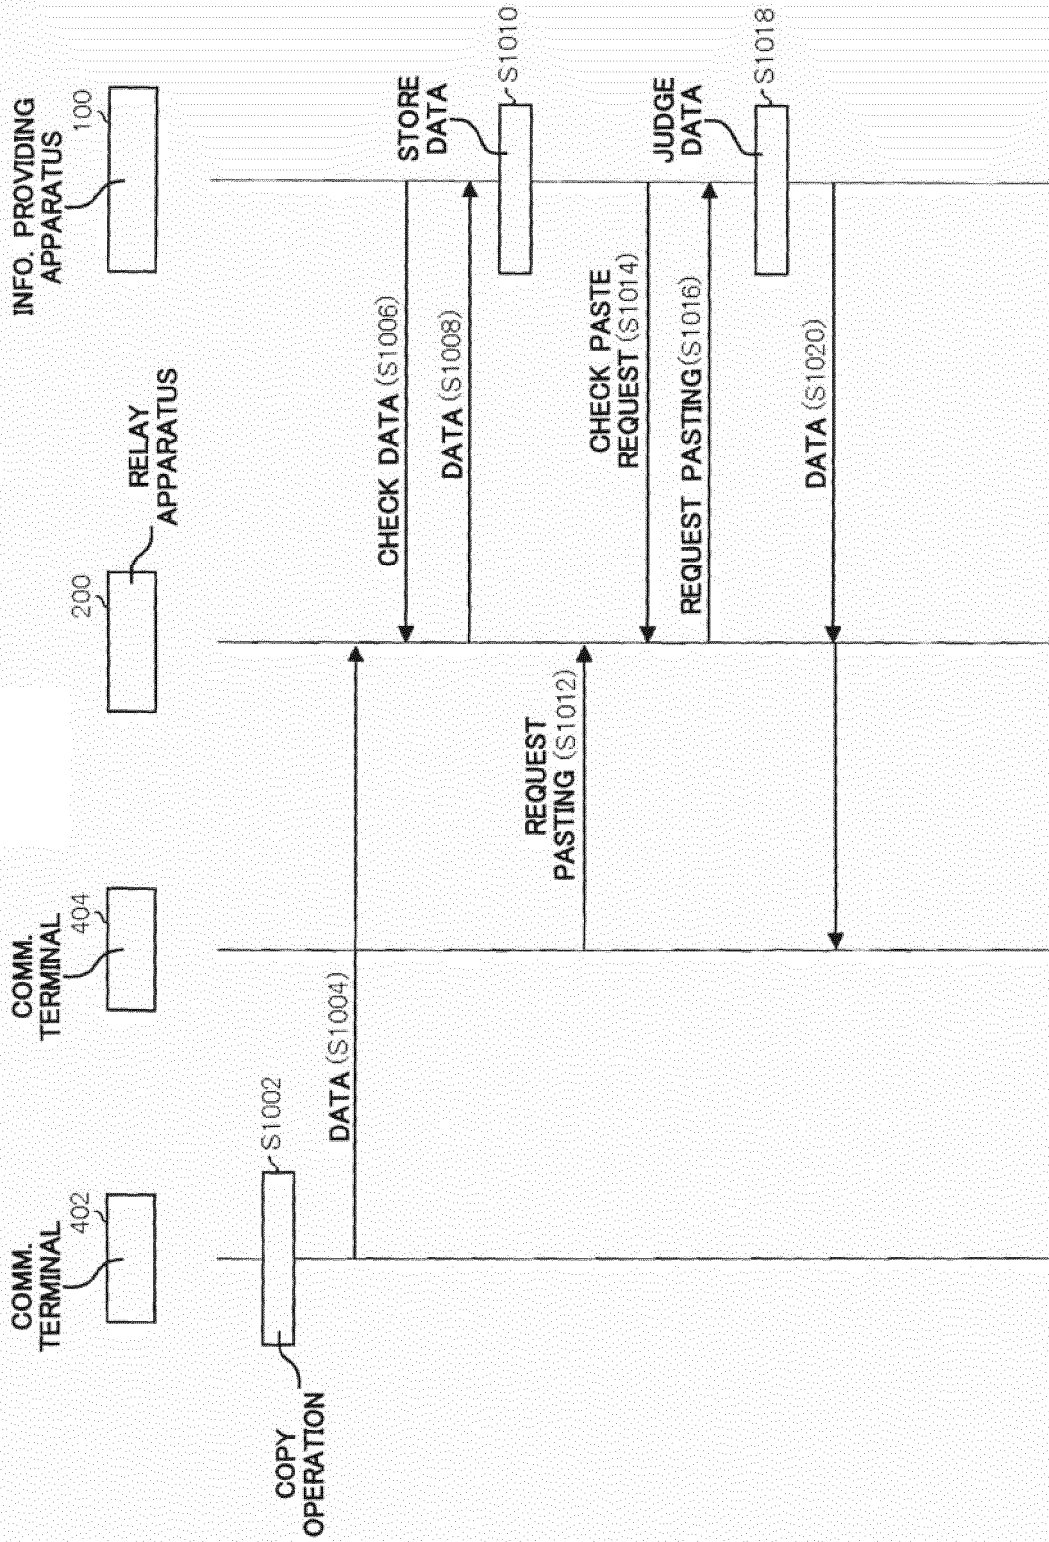 COMM.
TERMINAL
402
COMM.
TERMINAL
404
200
RELAY
APPARATUS
INFO. PROVIDING
APPARATUS
100
COPY
OPERATION
S1002
DATA (S1004)
CHECK DATA (S1006)
DATA (S1008)
STORE
DATA
S1010
REQUEST
PASTING (S1012)
CHECK PASTE
REQUEST (S1014)
REQUEST PASTING (S1016)
JUDGE
DATA
S1018
DATA (S1020)